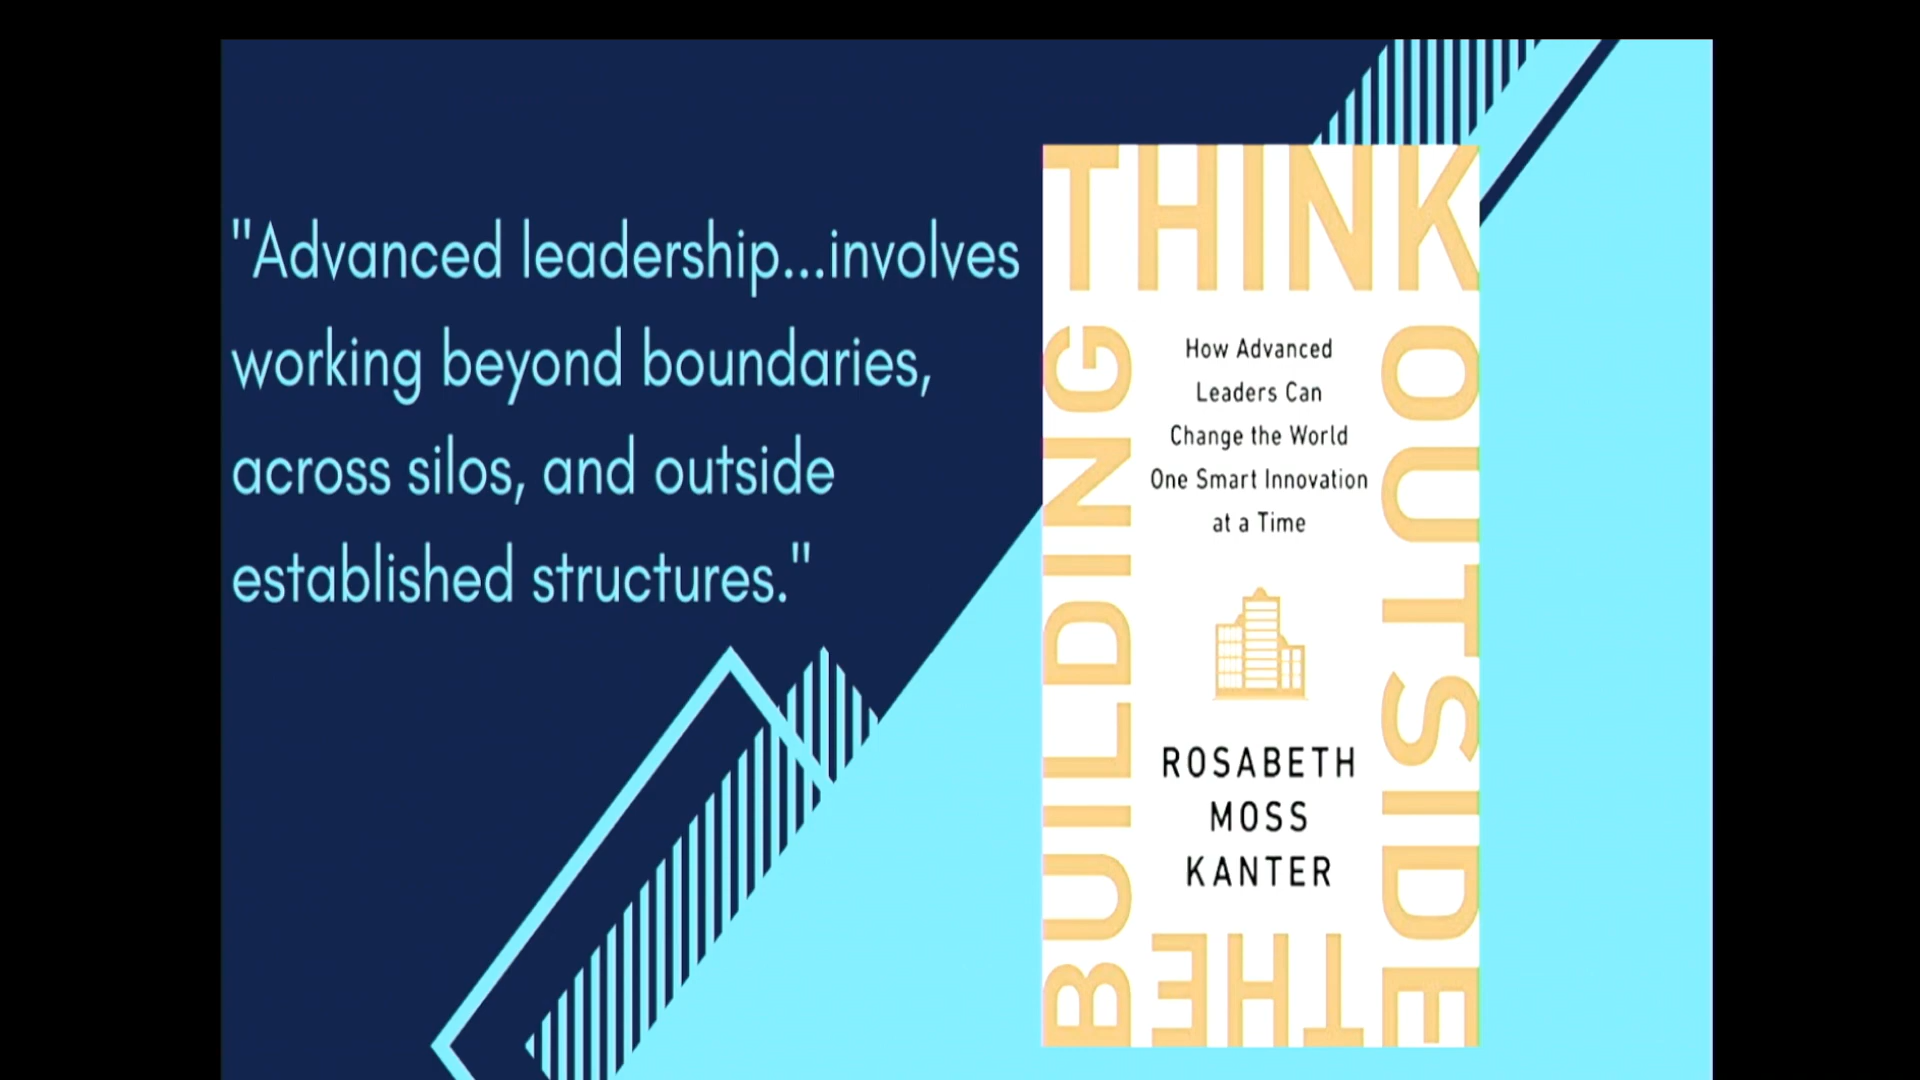 "Advanced leadership...involves
working beyond boundaries,
across silos, and outside
established structures."
THINK
OUTSIDE
THE
BUILDING
How Advanced
Leaders Can
Change the World
One Smart Innovation
at a Time
ROSABETH
MOSS
KANTER